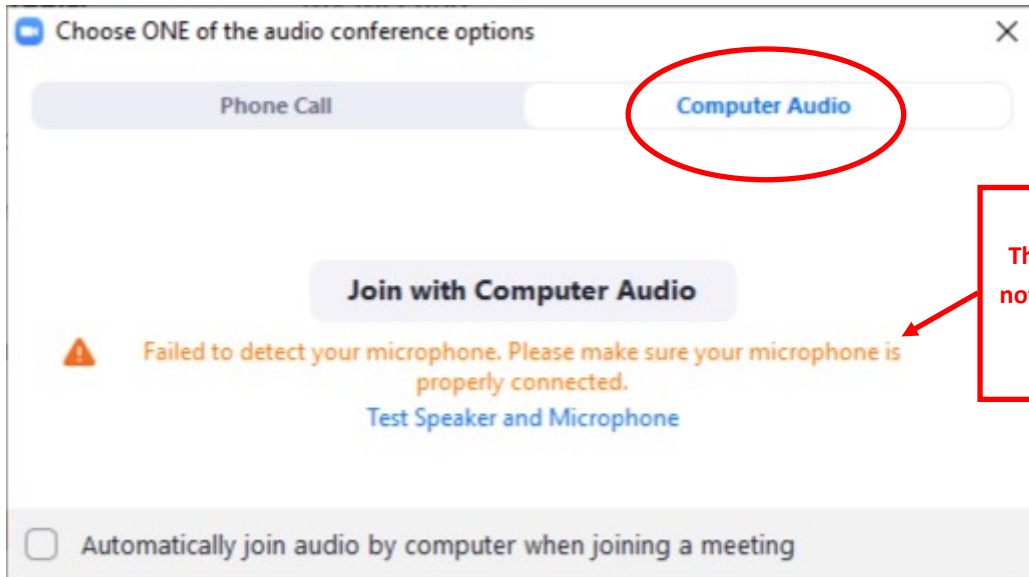 Choose ONE of the audio conference options
Phone Call
Computer Audio
Join with Computer Audio
Failed to detect your microphone. Please make sure your microphone is
properly connected.
Test Speaker and Microphone
Automatically join audio by computer when joining a meeting